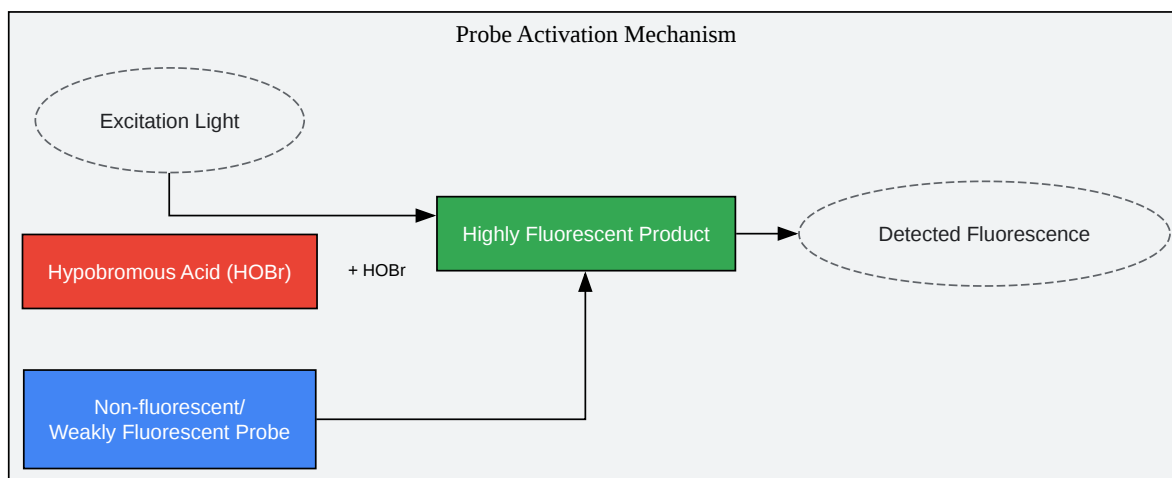 Probe Activation Mechanism
Excitation Light
Highly Fluorescent Product
Detected Fluorescence
Hypobromous Acid (HOBr)
+ HOBr
Non-fluorescent/
Weakly Fluorescent Probe